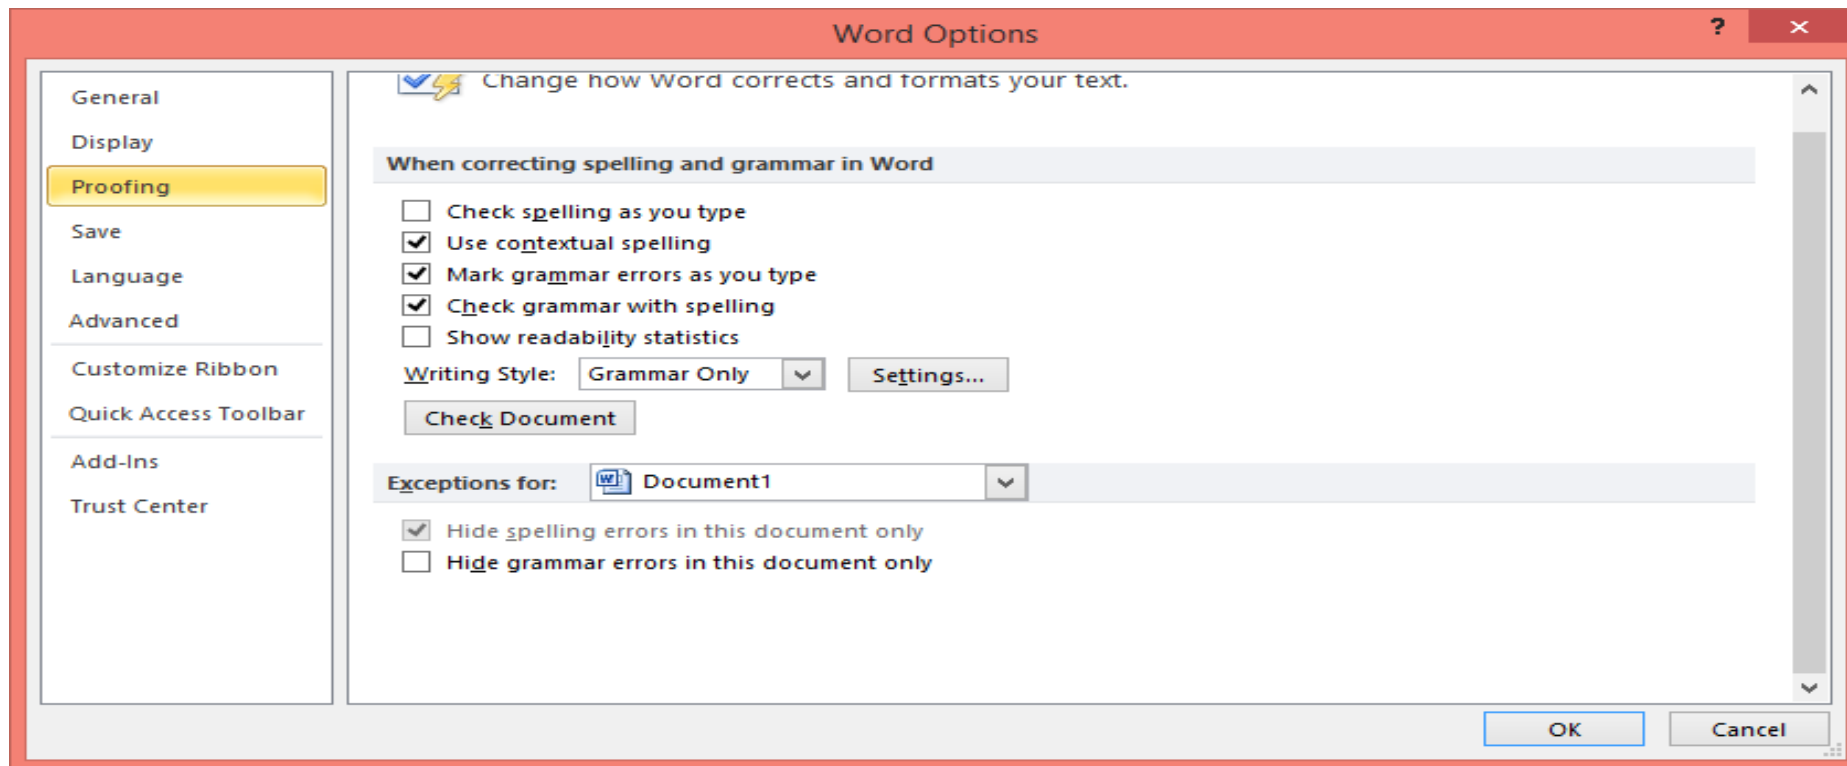 Word Options
?
General
Display
Proofing
Save
Language
Advanced
Customize Ribbon
Quick Access Toolbar
Add-Ins
Trust Center
Change how Word corrects and formats your text.
When correcting spelling and grammar in Word
Check spelling as you type
Use contextual spelling
Mark grammar errors as you type
Check grammar with spelling
Show readability statistics
Writing Style: Grammar Only Settings...
Check Document
Exceptions for: Document1
Hide spelling errors in this document only
Hide grammar errors in this document only
OK Cancel